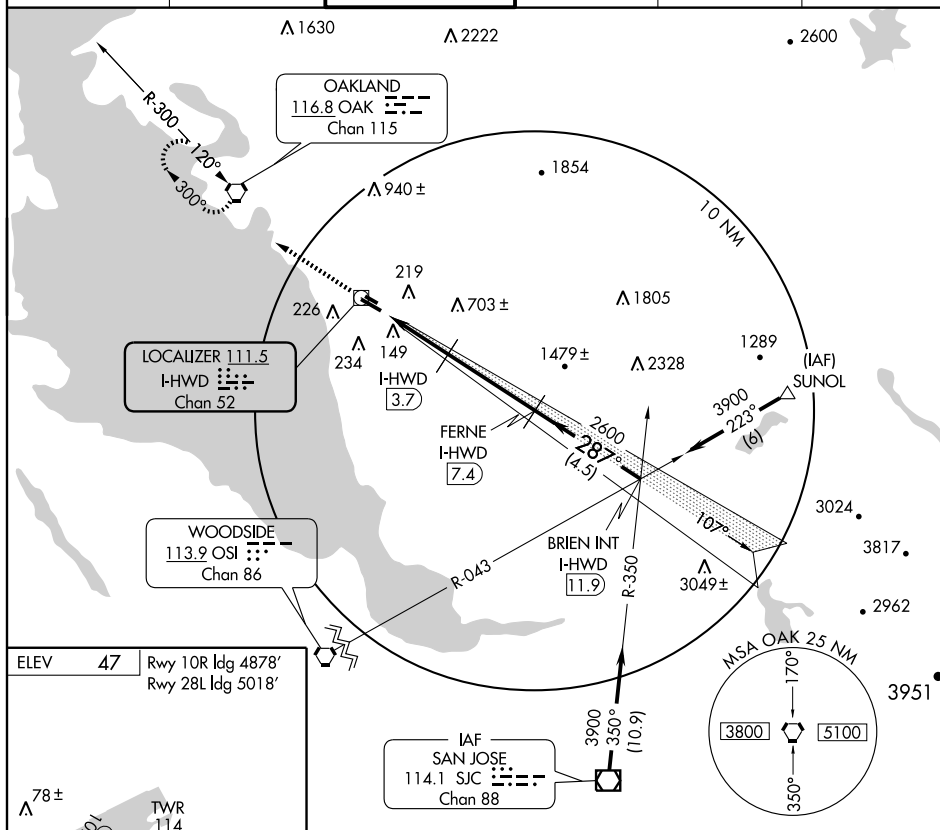 1630
2222
2600
OAKLAND
116.8 OAK
Chan 115
R-300
120°
300°
1854
940 ±
10 NM
219
703 ±
1805
226
234
149
1289
(IAF)
SUNOL
LOCALIZER 111.5
I-HWD
Chan 52
I-HWD
3.7
1479 ±
2328
3900
223°
(6)
FERNE
I-HWD
7.4
2600
287°
(4.5)
107°
3024
3817
WOODSIDE
113.9 OSI
Chan 86
R-043
BRIEN INT
I-HWD
11.9
R-350
3049 ±
2962
ELEV 47
Rwy 10R ldg 4878'
Rwy 28L ldg 5018'
MSA OAK 25 NM
170°
3800
5100
350°
3951
3900
350°
(10.9)
IAF
SAN JOSE
114.1 SJC
Chan 88
78 ±
TWR
114